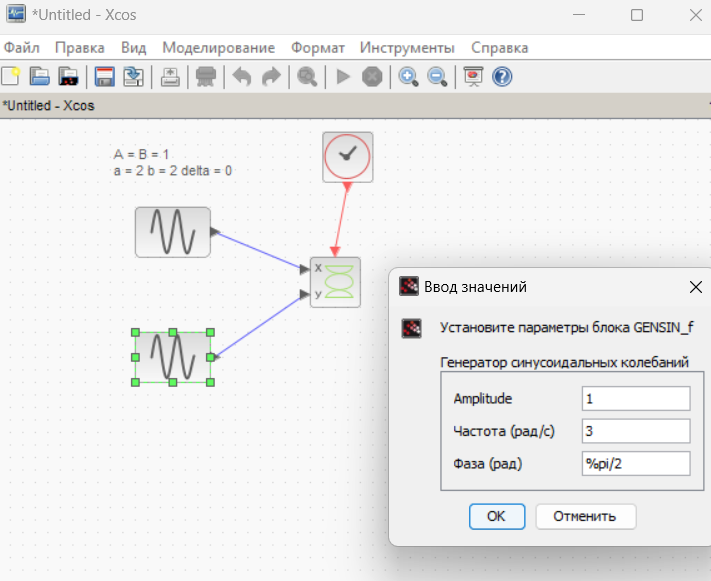 *Untitled - Xcos
Файл Правка Вид Моделирование Формат Инструменты Справка
*Untitled - Xcos
A = B = 1
a = 2 b = 2 delta = 0
x
y
Ввод значений
Установите параметры блока GENSIN_f
Генератор синусоидальных колебаний
Amplitude 1
Частота (рад/с) 3
Фаза (рад) %pi/2
OK Отменить